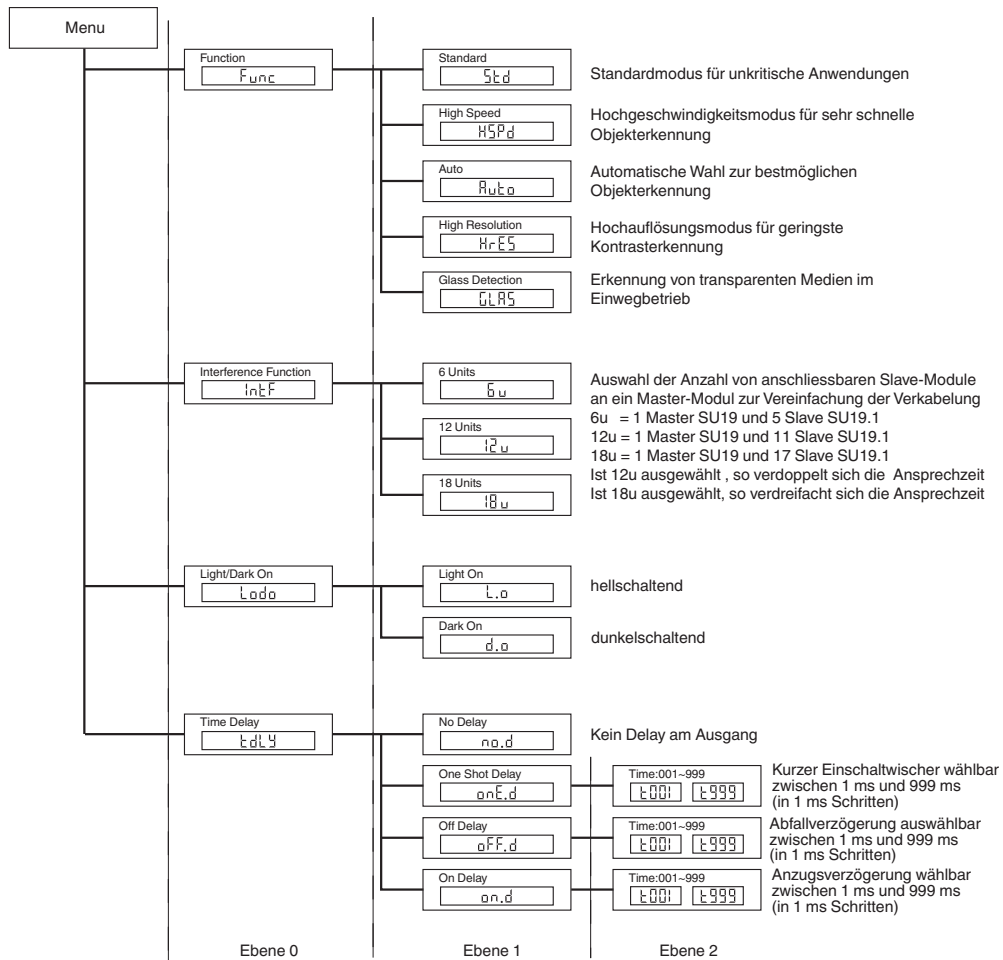 Menu
Function
Func
Standard
Std
Standardmodus für unkritische Anwendungen
High Speed
HSPd
Hochgeschwindigkeitsmodus für sehr schnelle
Objekterkennung
Auto
Auto
Automatische Wahl zur bestmöglichen
Objekterkennung
High Resolution
HrES
Hochauflösungsmodus für geringste
Kontrasterkennung
Glass Detection
GLAS
Erkennung von transparenten Medien im
Einwegbetrieb
Interference Function
IntF
6 Units
6u
12 Units
12u
18 Units
18u
Auswahl der Anzahl von anschliessbaren Slave-Module
an ein Master-Modul zur Vereinfachung der Verkabelung
6u = 1 Master SU19 und 5 Slave SU19.1
12u = 1 Master SU19 und 11 Slave SU19.1
18u = 1 Master SU19 und 17 Slave SU19.1
Ist 12u ausgewählt , so verdoppelt sich die Ansprechzeit
Ist 18u ausgewählt, so verdreifacht sich die Ansprechzeit
Light/Dark On
Lodo
Light On
L.o
hellschaltend
Dark On
d.o
dunkelschaltend
Time Delay
tdLY
No Delay
no.d
Kein Delay am Ausgang
One Shot Delay
onE.d
Time:001~999
t001 t999
Kurzer Einschaltwischer wählbar
zwischen 1 ms und 999 ms
(in 1 ms Schritten)
Off Delay
oFF.d
Time:001~999
t001 t999
Abfallverzögerung auswählbar
zwischen 1 ms und 999 ms
(in 1 ms Schritten)
On Delay
on.d
Time:001~999
t001 t999
Anzugsverzögerung wählbar
zwischen 1 ms und 999 ms
(in 1 ms Schritten)
Ebene 0 Ebene 1 Ebene 2